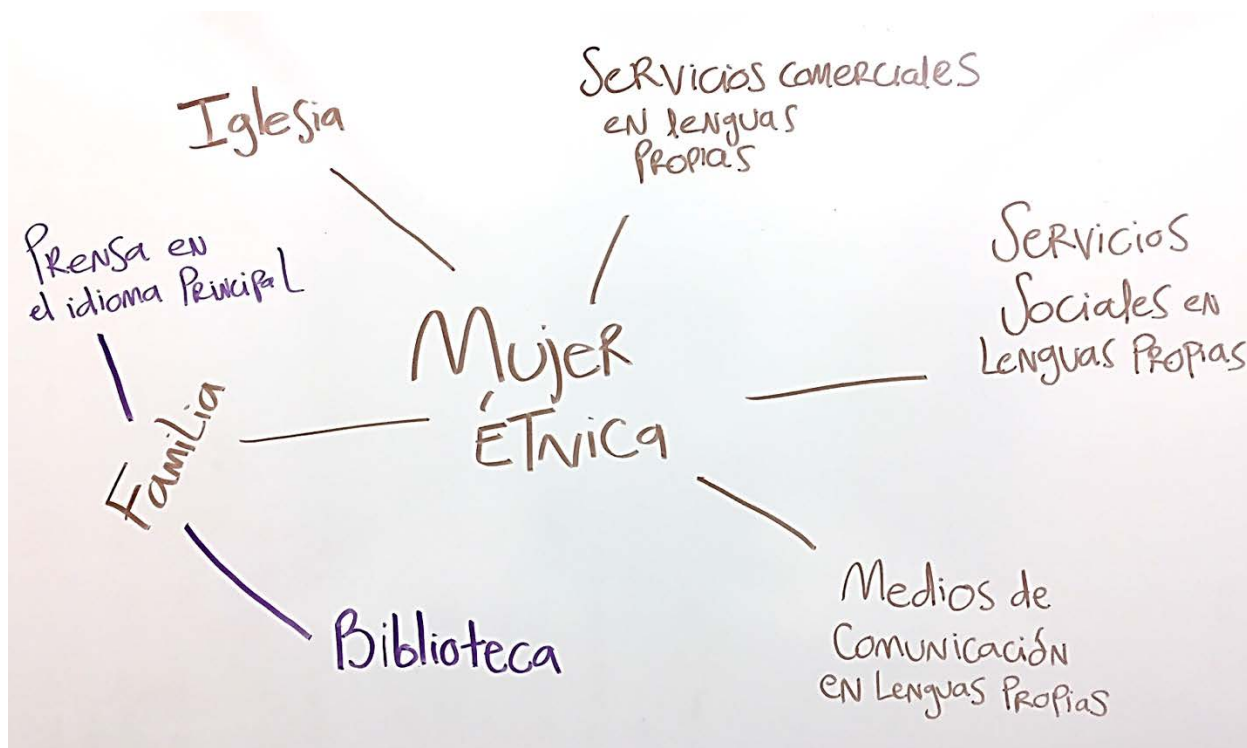 Iglesia
Servicios comerciales
en lenguas
propias
Prensa en
el idioma Principal
Servicios
Sociales en
Lenguas Propias
Mujer
Étnica
Familia
Biblioteca
Medios de
Comunicación
en Lenguas Propias